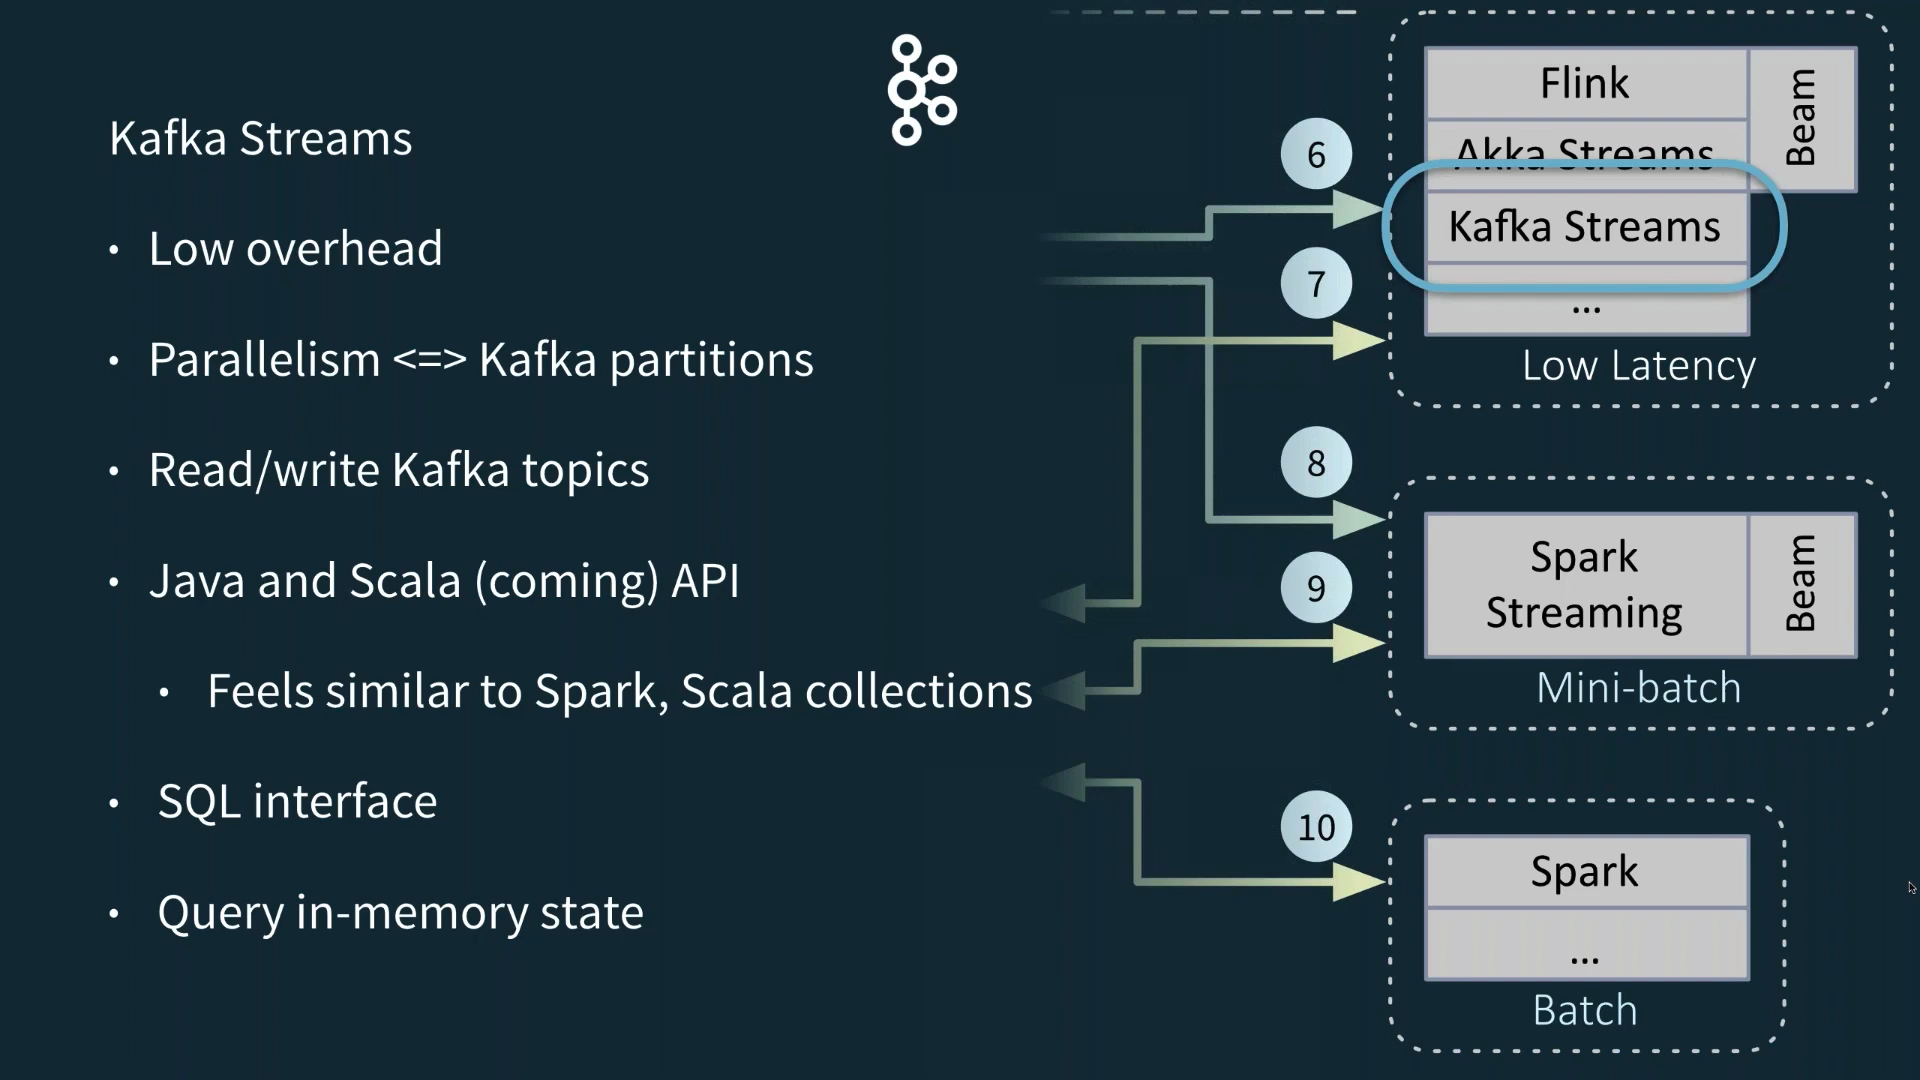 Kafka Streams
• Low overhead
• Parallelism <=> Kafka partitions
• Read/write Kafka topics
• Java and Scala (coming) API
• Feels similar to Spark, Scala collections
• SQL interface
• Query in-memory state
6
7
8
9
10
Flink
Akka Streams
Kafka Streams
...
Beam
Low Latency
Spark
Streaming
Beam
Mini-batch
Spark
...
Batch